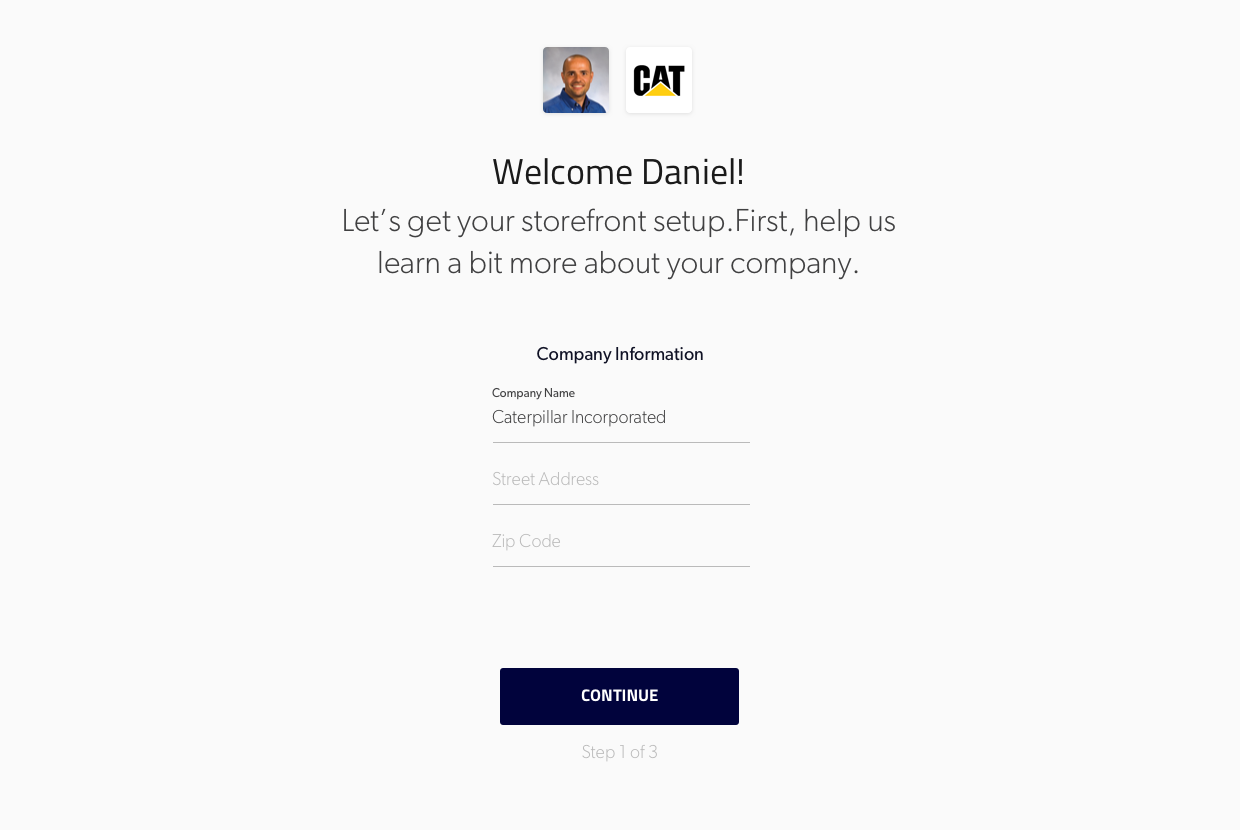 CAT
Welcome Daniel!
Let’s get your storefront setup.First, help us
learn a bit more about your company.
Company Information
Company Name
Caterpillar Incorporated
Street Address
Zip Code
CONTINUE
Step 1 of 3